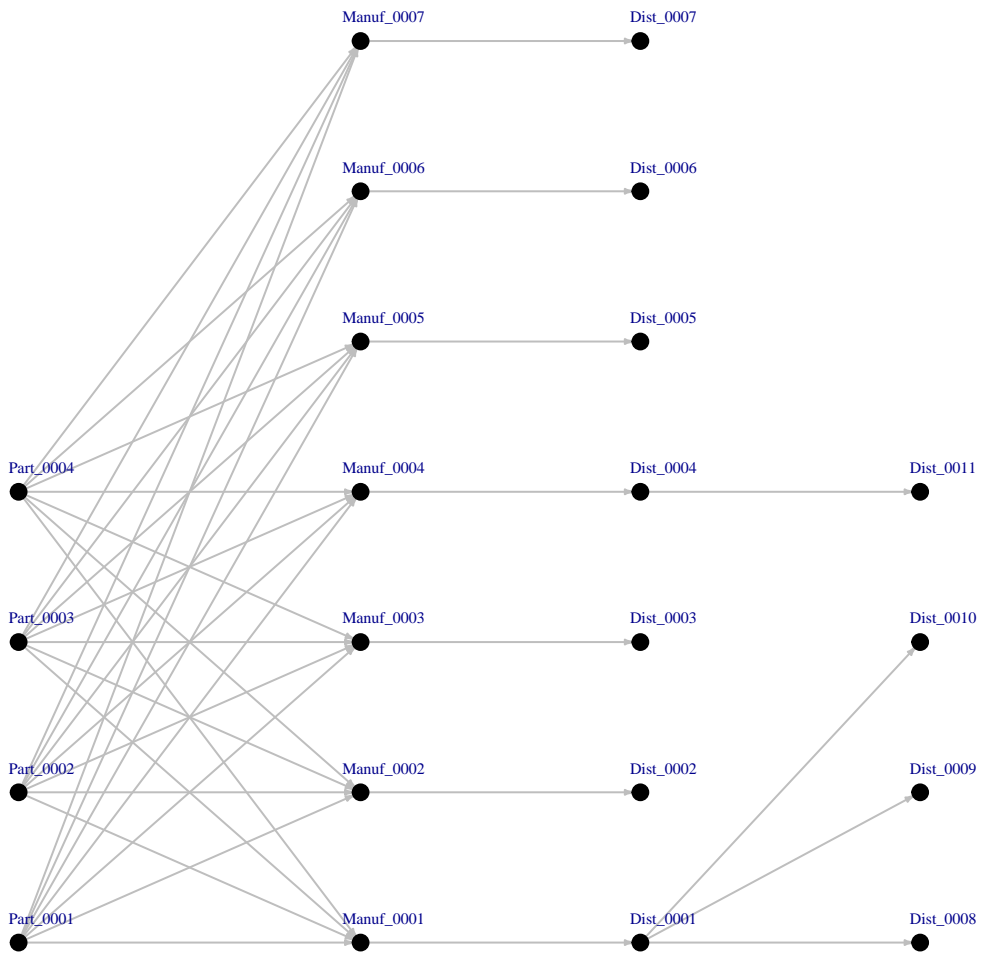 Manuf_0007 Dist_0007
Manuf_0006 Dist_0006
Manuf_0005 Dist_0005
Part_0004 Manuf_0004 Dist_0004 Dist_0011
Part_0003 Manuf_0003 Dist_0003 Dist_0010
Part_0002 Manuf_0002 Dist_0002 Dist_0009
Part_0001 Manuf_0001 Dist_0001 Dist_0008